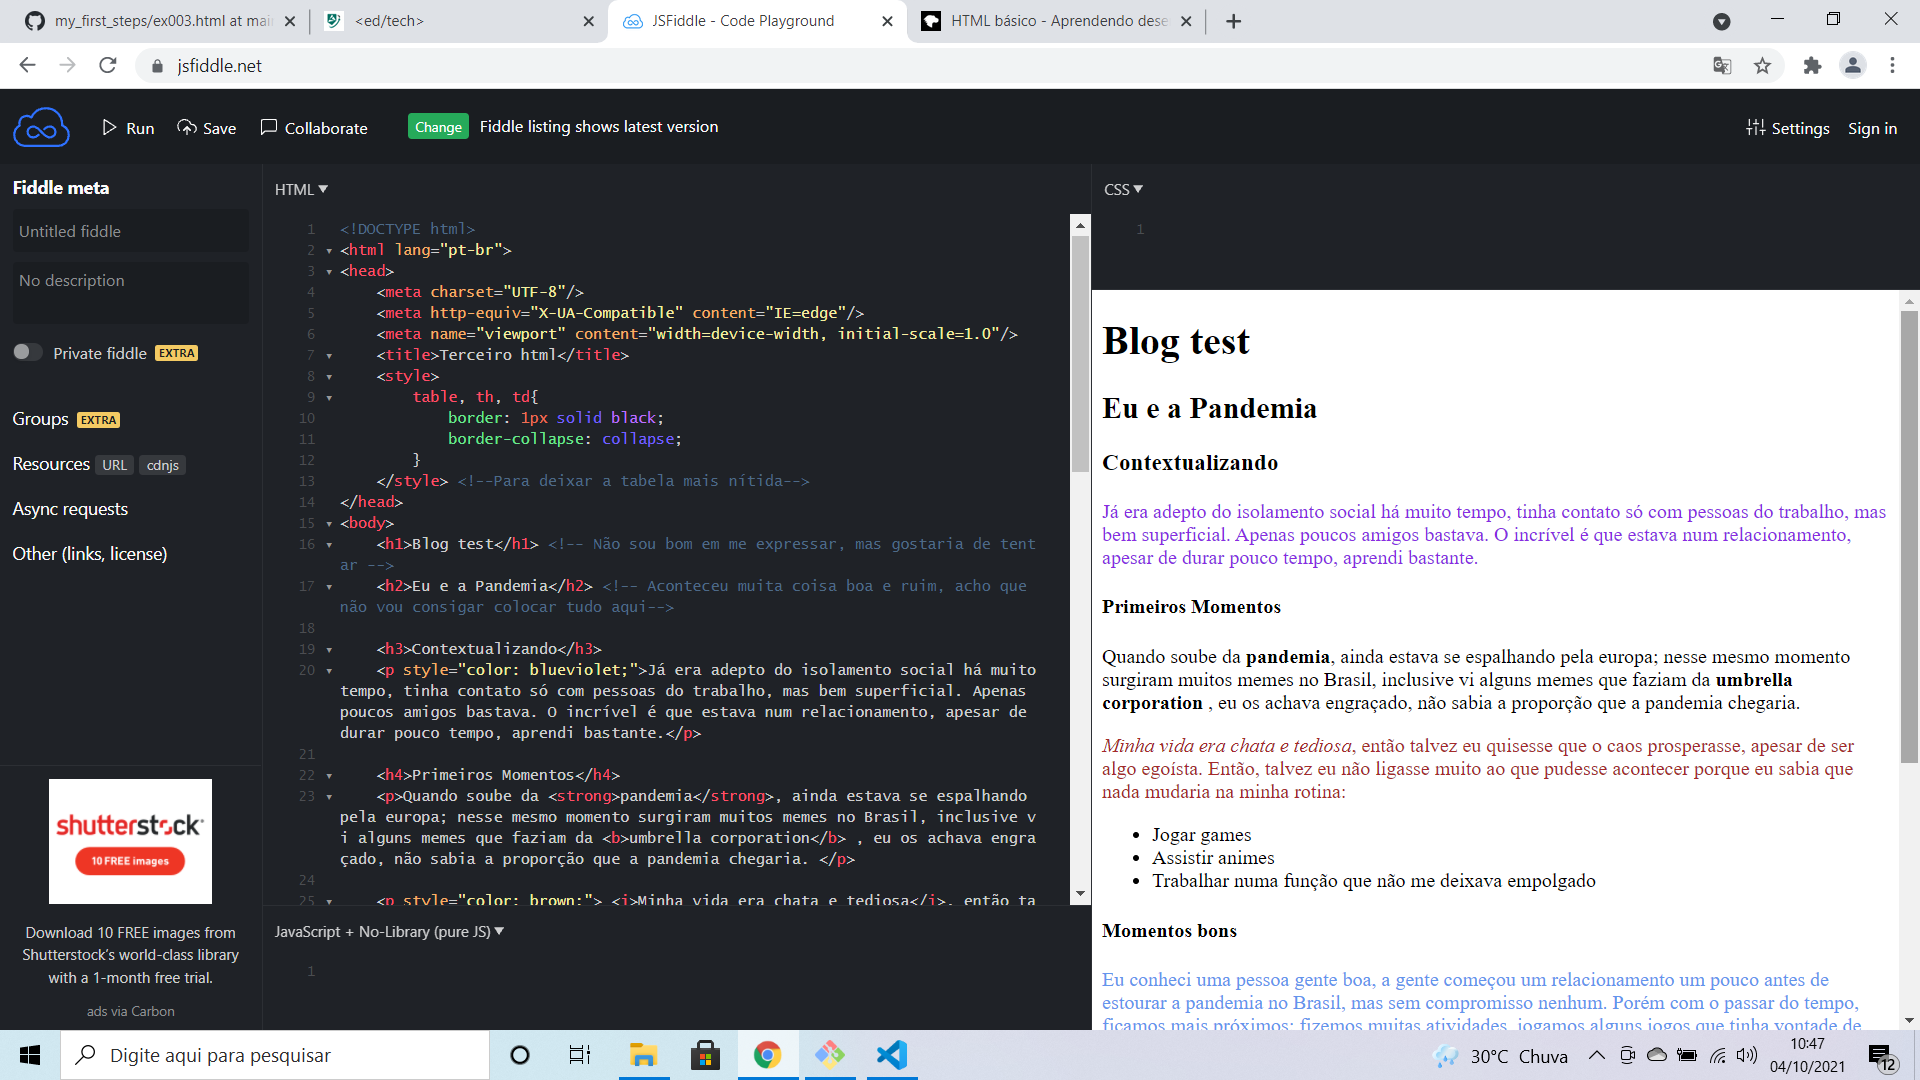 my_first_steps/ex003.html at mai
<ed/tech>
JSFiddle - Code Playground
HTML básico - Aprendendo dese
jsfiddle.net
Run
Save
Collaborate
Change
Fiddle listing shows latest version
Settings
Sign in
Fiddle meta
Untitled fiddle
No description
Private fiddle EXTRA
Groups EXTRA
Resources URL cdnjs
Async requests
Other (links, license)
shutterstock
10 FREE images
Download 10 FREE images from
Shutterstock's world-class library
with a 1-month free trial.
ads via Carbon
HTML
1 <!DOCTYPE html>
2 <html lang="pt-br">
3 <head>
4 <meta charset="UTF-8"/>
5 <meta http-equiv="X-UA-Compatible" content="IE=edge"/>
6 <meta name="viewport" content="width=device-width, initial-scale=1.0"/>
7 <title>Terceiro html</title>
8 <style>
9 table, th, td{
10 border: 1px solid black;
11 border-collapse: collapse;
12 }
13 </style> <!--Para deixar a tabela mais nítida-->
14 </head>
15 <body>
16 <h1>Blog test</h1> <!-- Não sou bom em me expressar, mas gostaria de tent
ar -->
17 <h2>Eu e a Pandemia</h2> <!-- Aconteceu muita coisa boa e ruim, acho que
não vou consigar colocar tudo aqui-->
18
19 <h3>Contextualizando</h3>
20 <p style="color: blueviolet;">Já era adepto do isolamento social há muito
tempo, tinha contato só com pessoas do trabalho, mas bem superficial. Apenas
poucos amigos bastava. O incrível é que estava num relacionamento, apesar de
durar pouco tempo, aprendi bastante.</p>
21
22 <h4>Primeiros Momentos</h4>
23 <p>Quando soube da <strong>pandemia</strong>, ainda estava se espalhando
pela europa; nesse mesmo momento surgiram muitos memes no Brasil, inclusive v
i alguns memes que faziam da <b>umbrella corporation</b> , eu os achava engra
çado, não sabia a proporção que a pandemia chegaria. </p>
24
25 <p style="color: brown;"> <i>Minha vida era chata e tediosa</i>, então ta
JavaScript + No-Library (pure JS)
1
CSS
1
Blog test
Eu e a Pandemia
Contextualizando
Já era adepto do isolamento social há muito tempo, tinha contato só com pessoas do trabalho, mas
bem superficial. Apenas poucos amigos bastava. O incrível é que estava num relacionamento,
apesar de durar pouco tempo, aprendi bastante.
Primeiros Momentos
Quando soube da pandemia, ainda estava se espalhando pela europa; nesse mesmo momento
surgiram muitos memes no Brasil, inclusive vi alguns memes que faziam da umbrella
corporation , eu os achava engraçado, não sabia a proporção que a pandemia chegaria.
Minha vida era chata e tediosa, então talvez eu quisesse que o caos prosperasse, apesar de ser
algo egoísta. Então, talvez eu não ligasse muito ao que pudesse acontecer porque eu sabia que
nada mudaria na minha rotina:
Jogar games
Assistir animes
Trabalhar numa função que não me deixava empolgado
Momentos bons
Eu conheci uma pessoa gente boa, a gente começou um relacionamento um pouco antes de
estourar a pandemia no Brasil, mas sem compromisso nenhum. Porém com o passar do tempo,
ficamos mais próximos; fizemos muitas atividades, jogamos alguns jogos que tinha vontade de
Digite aqui para pesquisar
30°C Chuva
10:47
04/10/2021
12